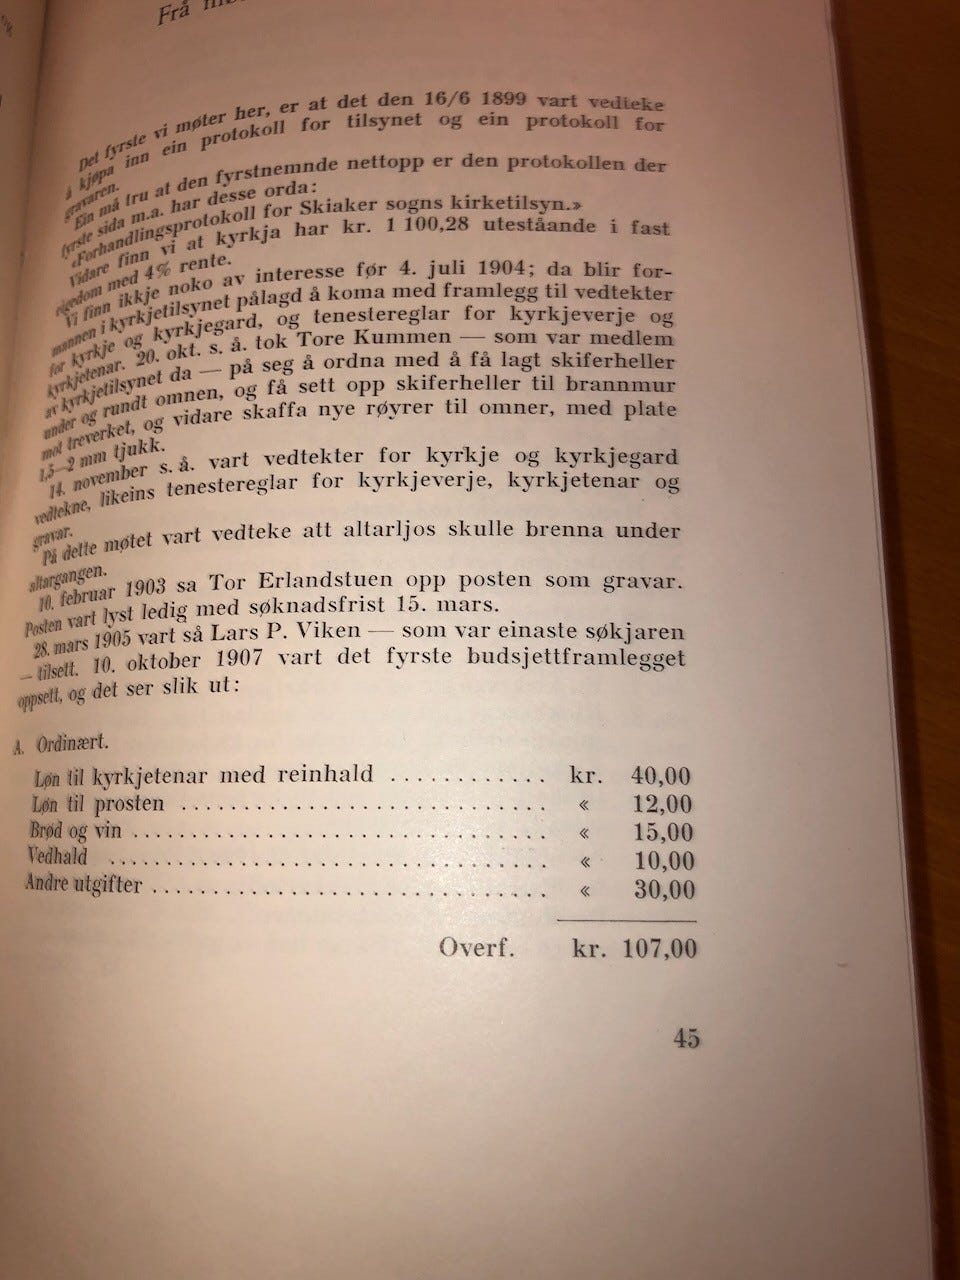 Frå
Det fyrste vi møter her, er at det den 16/6 1899 vart vedteke
å kjøpa inn ein protokoll for tilsynet og ein protokoll for
gravaren.
Ein må tru at den fyrstnemnde nettopp er den protokollen der
fyrste sida m.a. har desse orda:
«Forhandlingsprotokoll for Skiaker sogns kirketilsyn.»
Vidare finn vi at kyrkja har kr. 1 100,28 uteståande i fast
eigedom med 4% rente.
Vi finn ikkje noko av interesse før 4. juli 1904; da blir for-
mannen i kyrkjetilsynet pålagd å koma med framlegg til vedtekter
for kyrkje og kyrkjegard, og tenestereglar for kyrkjeverje og
kyrkjetenar. 20. okt. s. å. tok Tore Kummen — som var medlem
av kyrkjetilsynet da — på seg å ordna med å få lagt skiferheller
under og rundt omnen, og få sett opp skiferheller til brannmur
mot treverket, og vidare skaffa nye røyrer til omner, med plate
1,5—2 mm tjukk.
14. november s. å. vart vedtekter for kyrkje og kyrkjegard
vedtekne, likeins tenestereglar for kyrkjeverje, kyrkjetenar og
gravar.
På dette møtet vart vedteke att altarljos skulle brenna under
altargangen.
10. februar 1903 sa Tor Erlandstuen opp posten som gravar.
Posten vart lyst ledig med søknadsfrist 15. mars.
28. mars 1905 vart så Lars P. Viken — som var einaste søkjaren
— tilsett. 10. oktober 1907 vart det fyrste budsjettframlegget
oppsett, og det ser slik ut:
A. Ordinært.
Løn til kyrkjetenar med reinhald ............ kr. 40,00
Løn til prosten .......................... « 12,00
Brød og vin ............................. « 15,00
Vedhald .............................. « 10,00
Andre utgifter ............................ « 30,00
Overf. kr. 107,00
45